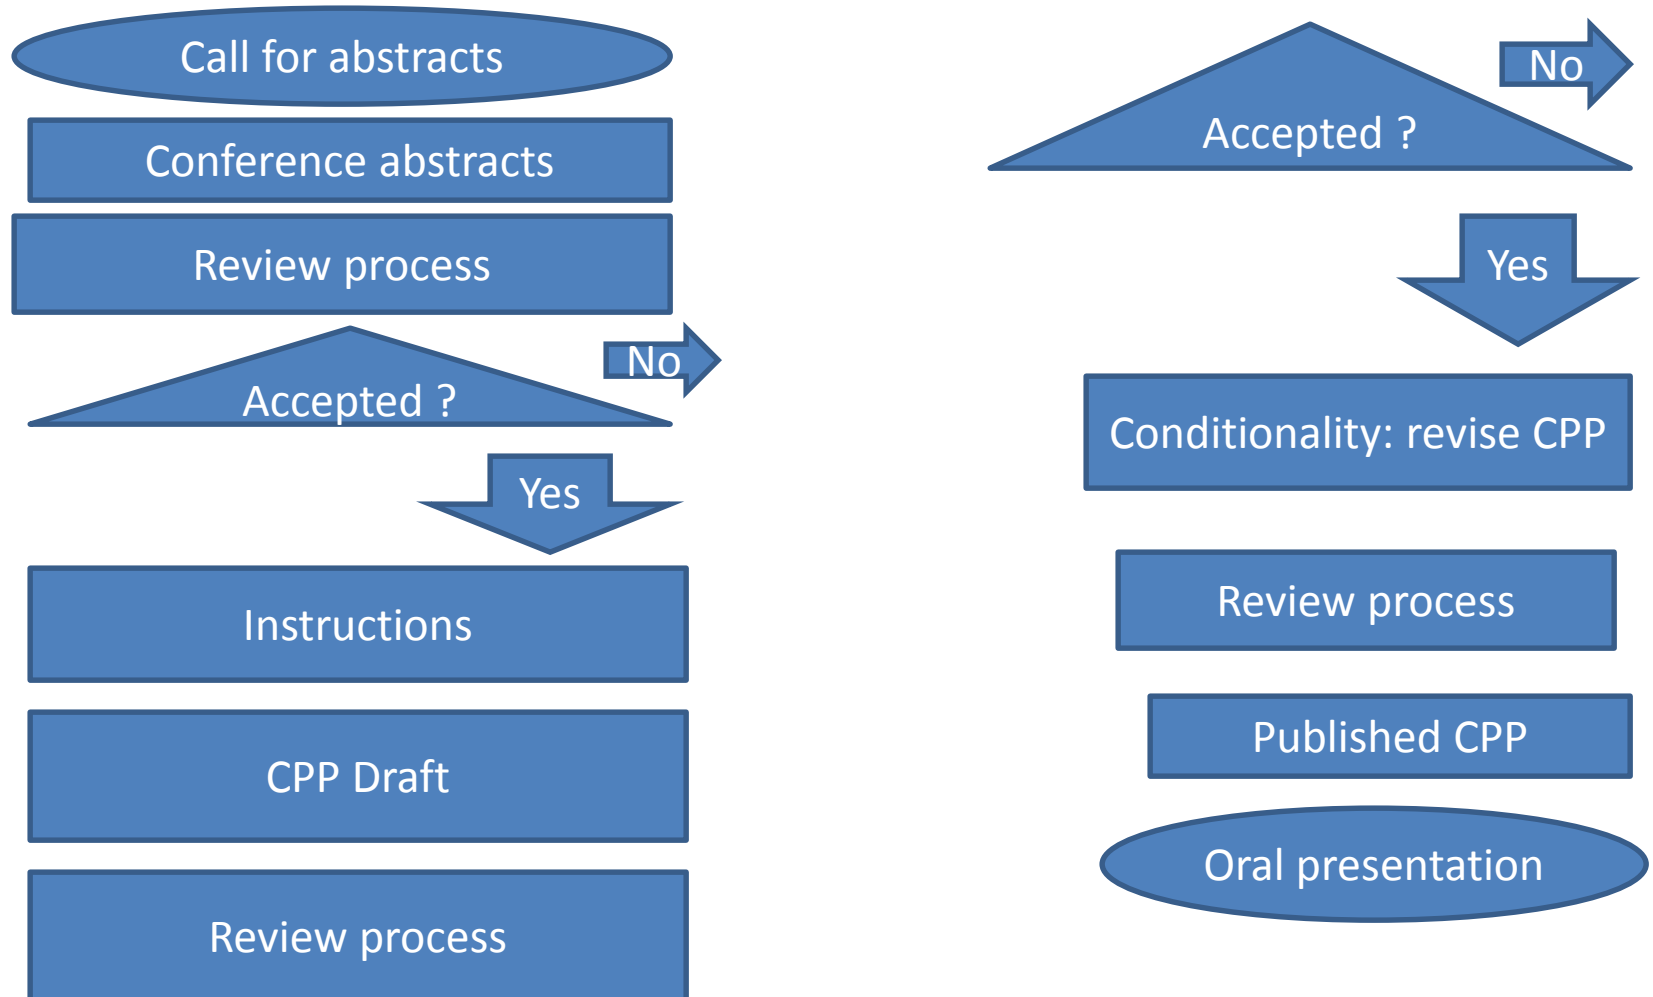 Call for abstracts
Conference abstracts
Review process
Accepted ?
No
Yes
Instructions
CPP Draft
Review process
Accepted ?
No
Yes
Conditionality: revise CPP
Review process
Published CPP
Oral presentation